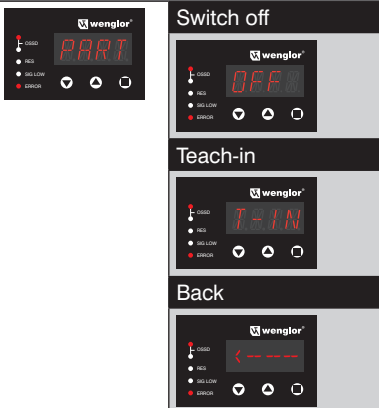 wenglor®
PART
OSSD
RES
SIG LOW
ERROR
Switch off
wenglor®
OFF
OSSD
RES
SIG LOW
ERROR
Teach-in
wenglor®
T-IN
OSSD
RES
SIG LOW
ERROR
Back
wenglor®
<----
OSSD
RES
SIG LOW
ERROR